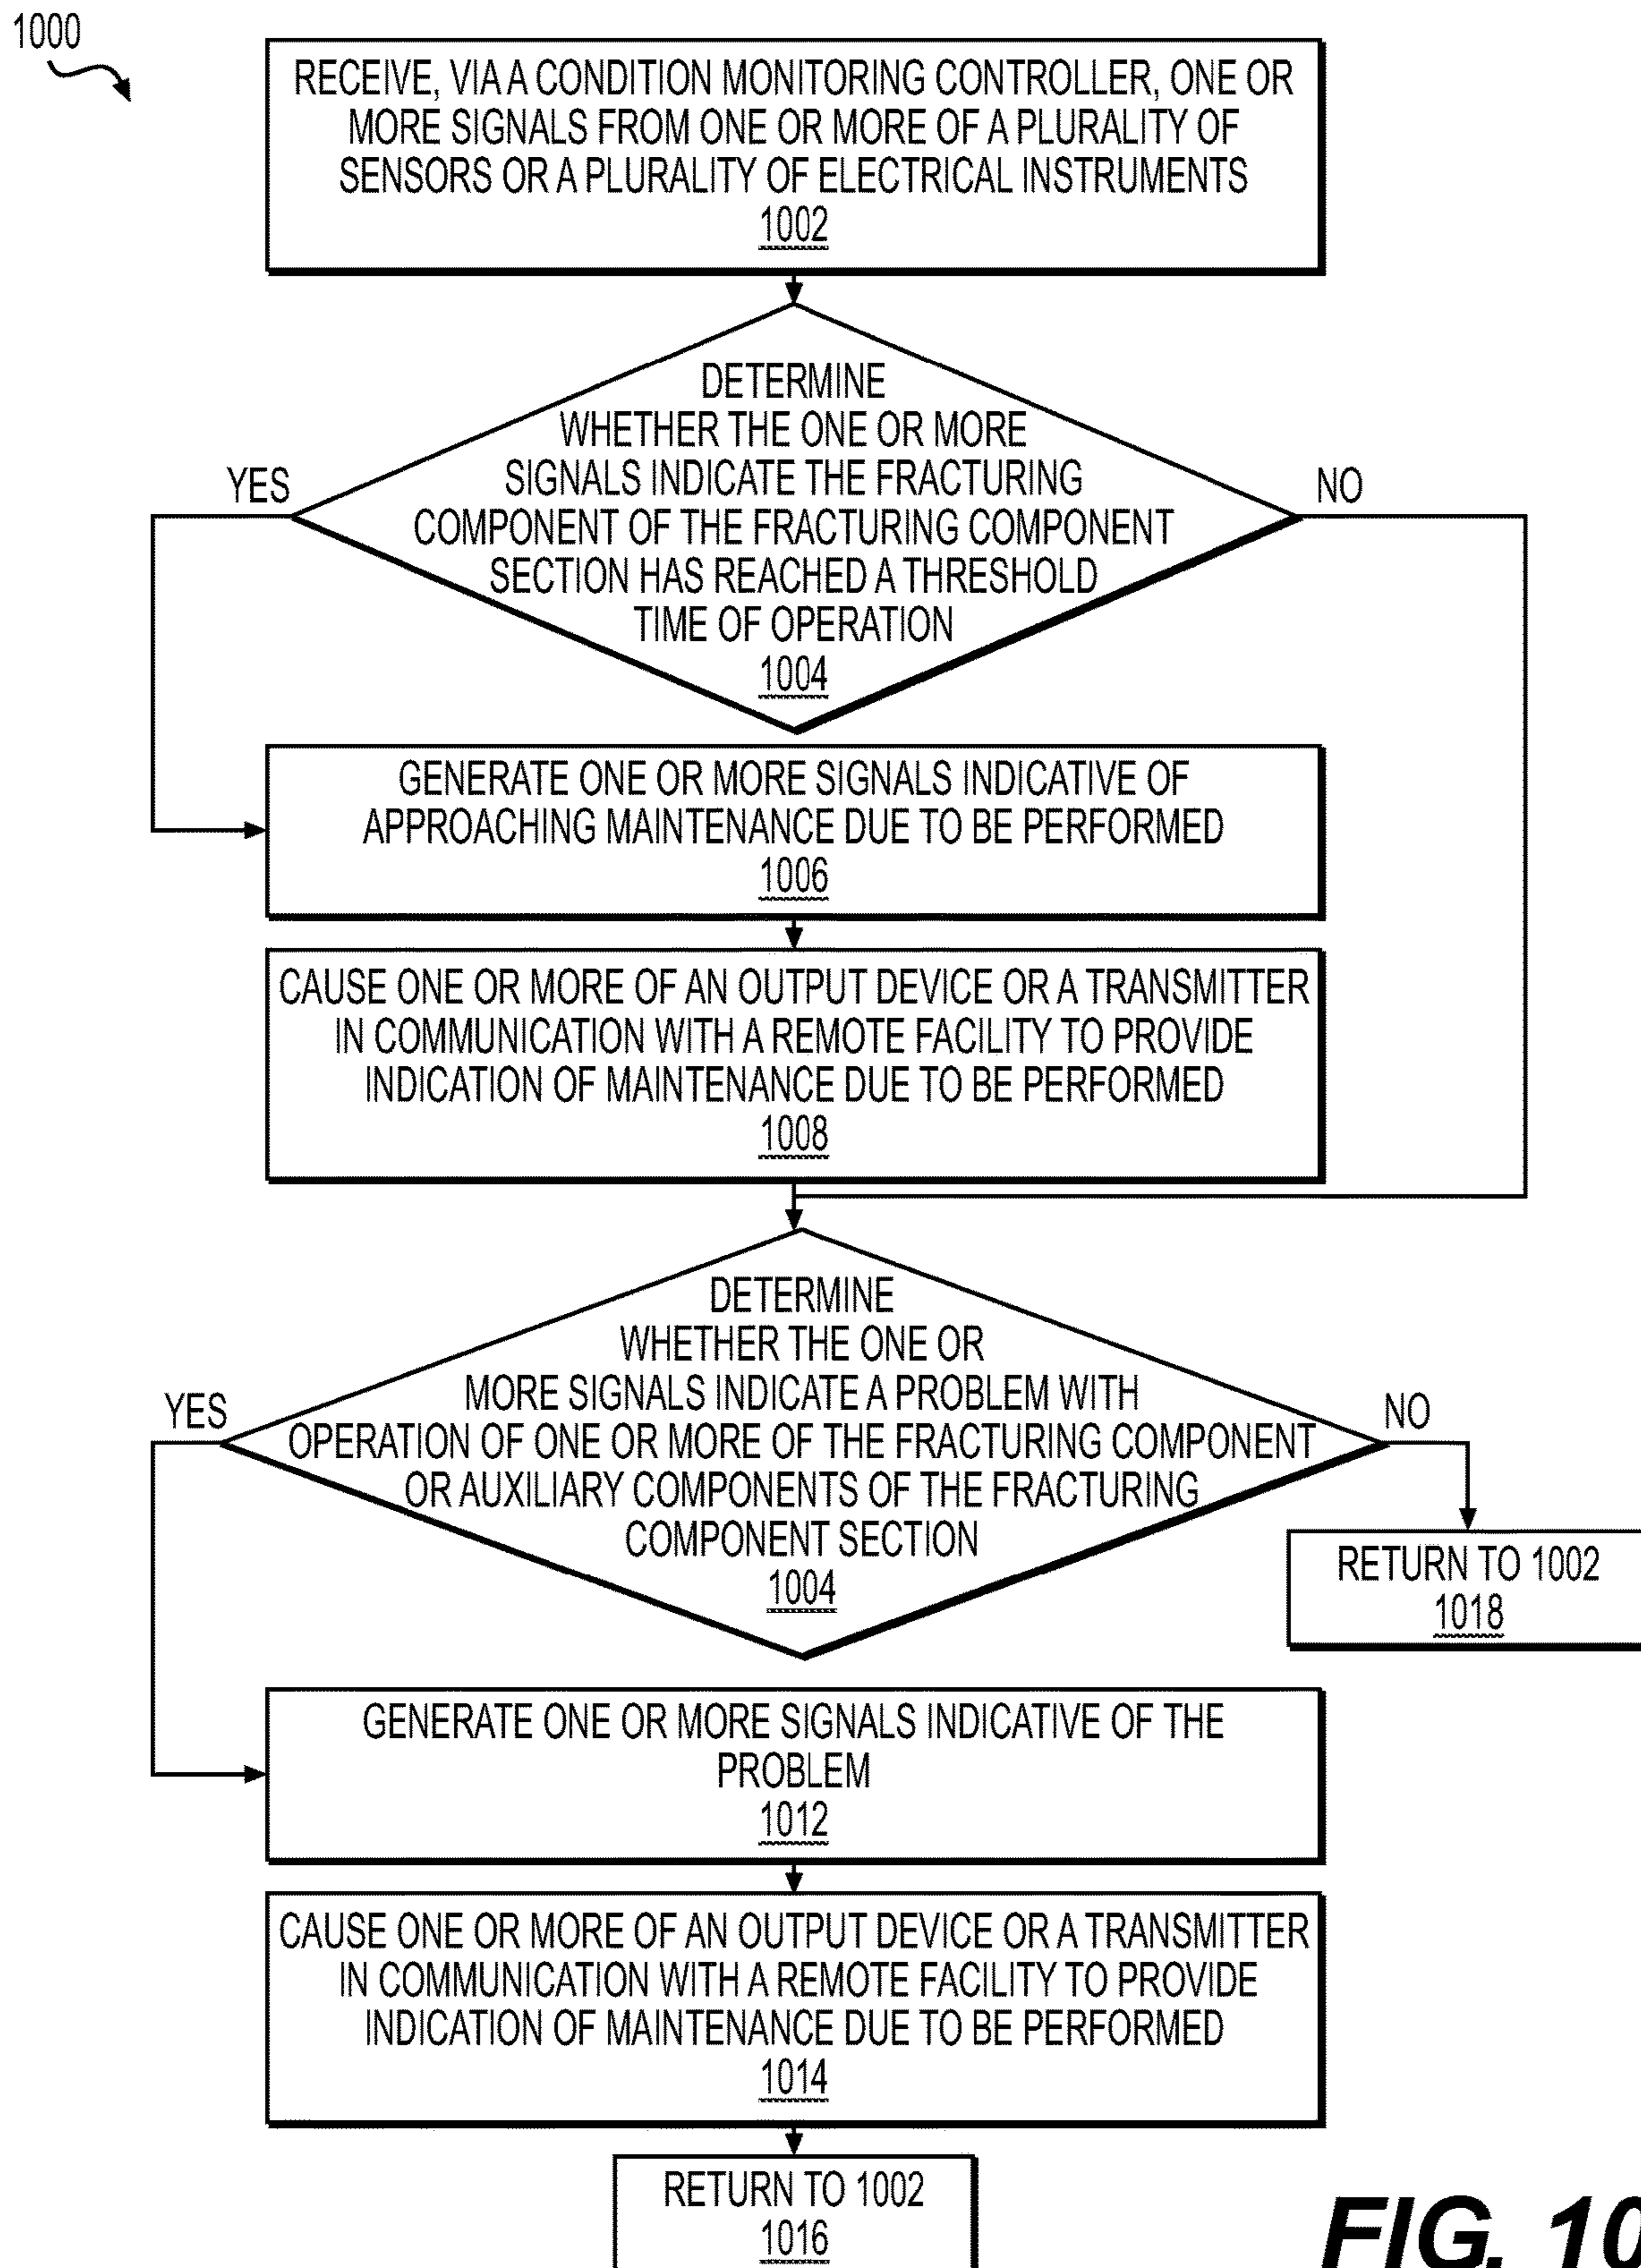 1000
RECEIVE, VIA A CONDITION MONITORING CONTROLLER, ONE OR
MORE SIGNALS FROM ONE OR MORE OF A PLURALITY OF
SENSORS OR A PLURALITY OF ELECTRICAL INSTRUMENTS
1002
DETERMINE
WHETHER THE ONE OR MORE
SIGNALS INDICATE THE FRACTURING
COMPONENT OF THE FRACTURING COMPONENT
SECTION HAS REACHED A THRESHOLD
TIME OF OPERATION
1004
YES
NO
GENERATE ONE OR MORE SIGNALS INDICATIVE OF
APPROACHING MAINTENANCE DUE TO BE PERFORMED
1006
CAUSE ONE OR MORE OF AN OUTPUT DEVICE OR A TRANSMITTER
IN COMMUNICATION WITH A REMOTE FACILITY TO PROVIDE
INDICATION OF MAINTENANCE DUE TO BE PERFORMED
1008
DETERMINE
WHETHER THE ONE OR
MORE SIGNALS INDICATE A PROBLEM WITH
OPERATION OF ONE OR MORE OF THE FRACTURING COMPONENT
OR AUXILIARY COMPONENTS OF THE FRACTURING
COMPONENT SECTION
1004
YES
NO
RETURN TO 1002
1018
GENERATE ONE OR MORE SIGNALS INDICATIVE OF THE
PROBLEM
1012
CAUSE ONE OR MORE OF AN OUTPUT DEVICE OR A TRANSMITTER
IN COMMUNICATION WITH A REMOTE FACILITY TO PROVIDE
INDICATION OF MAINTENANCE DUE TO BE PERFORMED
1014
RETURN TO 1002
1016
FIG. 10